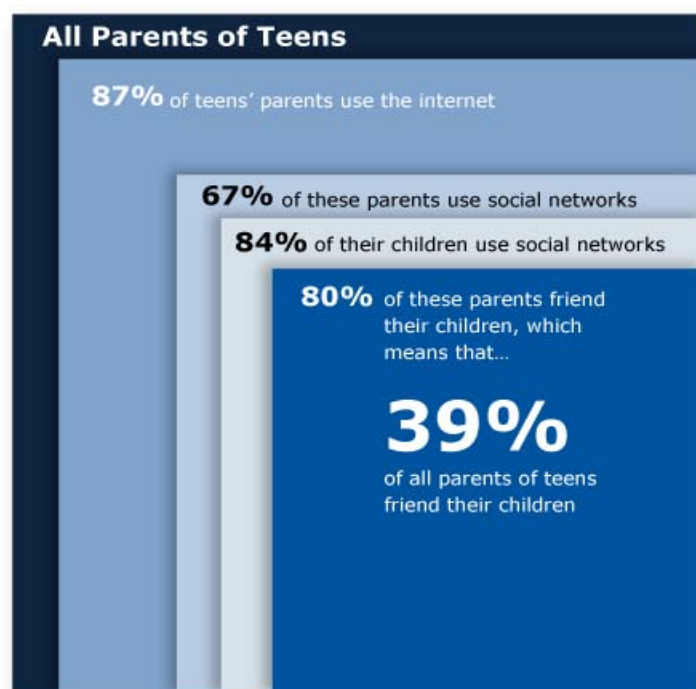 All Parents of Teens
87% of teens’ parents use the internet
67% of these parents use social networks
84% of their children use social networks
80% of these parents friend
their children, which
means that…
39%
of all parents of teens
friend their children